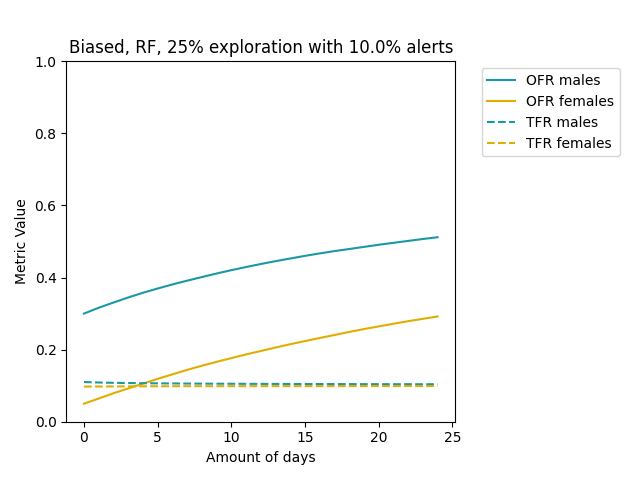 Biased, RF, 25% exploration with 10.0% alerts
1.0
0.8
0.6
0.4
0.2
0.0
Metric Value
0
5
10
15
20
25
Amount of days
OFR males
OFR females
TFR males
TFR females